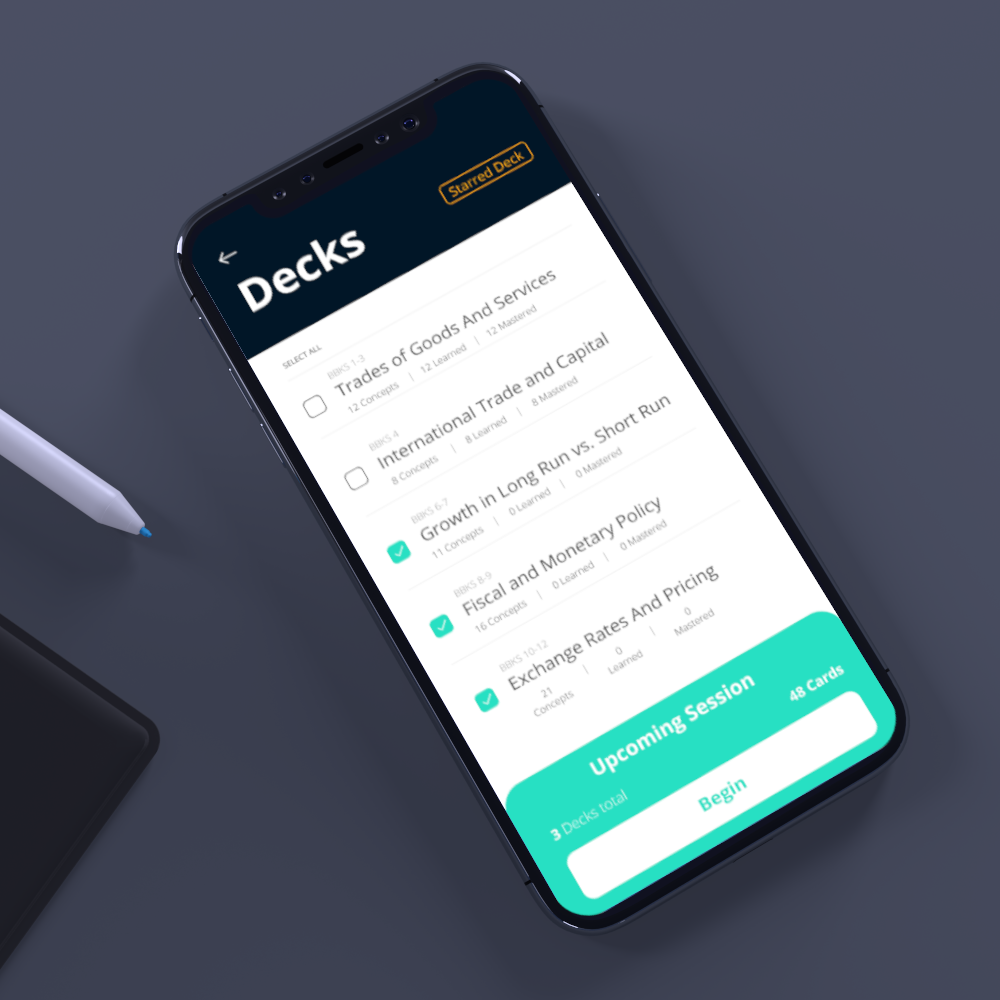 Starred Deck
←
Decks
SELECT ALL
BBKS 1-3
Trades of Goods And Services
12 Concepts | 12 Learned | 12 Mastered
BBKS 4
International Trade and Capital
8 Concepts | 8 Learned | 8 Mastered
BBKS 6-7
Growth in Long Run vs. Short Run
11 Concepts | 0 Learned | 0 Mastered
BBKS 8-9
Fiscal and Monetary Policy
16 Concepts | 0 Learned | 0 Mastered
BBKS 10-12
Exchange Rates And Pricing
21 Concepts | 0 Learned | 0 Mastered
Upcoming Session
3 Decks total 48 Cards
Begin